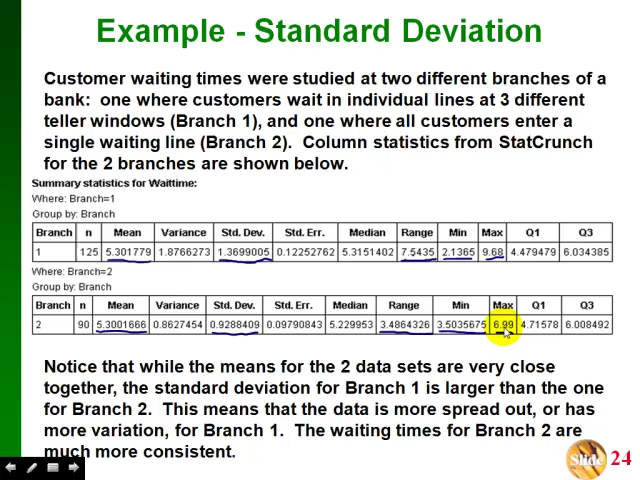 Example - Standard Deviation
Customer waiting times were studied at two different branches of a
bank: one where customers wait in individual lines at 3 different
teller windows (Branch 1), and one where all customers enter a
single waiting line (Branch 2). Column statistics from StatCrunch
for the 2 branches are shown below.
Summary statistics for Waittime:
Where: Branch=1
Group by: Branch
Branch n Mean Variance Std. Dev. Std. Err. Median Range Min Max Q1 Q3
1 125 5.301779 1.8766273 1.3699005 0.12252762 5.3151402 7.5435 2.1365 9.68 4.479479 6.034385
Where: Branch=2
Group by: Branch
Branch n Mean Variance Std. Dev. Std. Err. Median Range Min Max Q1 Q3
2 90 5.3001666 0.8627454 0.9288409 0.09790843 5.229953 3.4864326 3.5035675 6.99 4.71578 6.008492
Notice that while the means for the 2 data sets are very close
together, the standard deviation for Branch 1 is larger than the one
for Branch 2. This means that the data is more spread out, or has
more variation, for Branch 1. The waiting times for Branch 2 are
much more consistent.
Slide 24